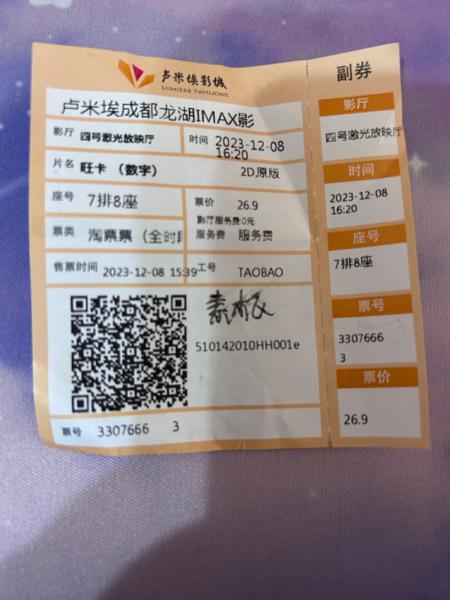 卢米埃影城
LUMIERE PAVILIONS
卢米埃成都龙湖IMAX影
影厅 四号激光放映厅 时间 2023-12-08
16:20
片名 旺卡 (数字) 2D原版
座号 7排8座 票价 26.9
影厅服务费:0元
票类 淘票票(全时段 服务费 服务费
售票时间 2023-12-08 15:39 工号 TAOBAO
510142010HH001e
票号 3307666 3
副券
影厅
四号激光放映厅
时间
2023-12-08
16:20
座号
7排8座
票号
3307666
3
票价
26.9